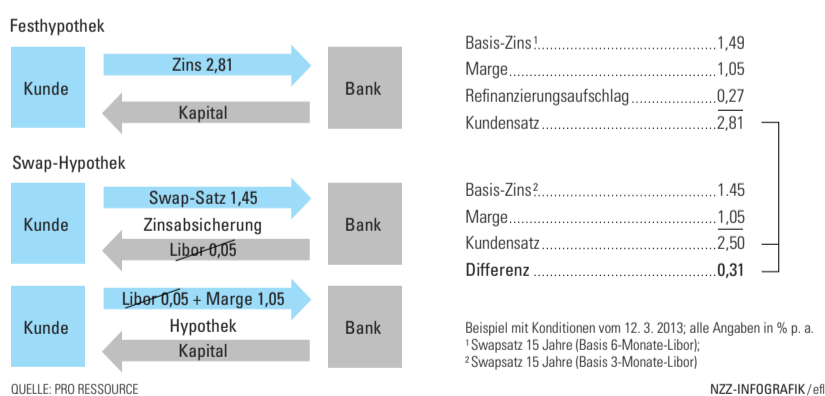 Festhypothek
Kunde
Zins 2,81
Kapital
Bank
Basis-Zins¹ 1,49
Marge 1,05
Refinanzierungsaufschlag 0,27
Kundensatz 2,81
Swap-Hypothek
Kunde
Swap-Satz 1,45
Zinsabsicherung
Libor 0,05
Bank
Kunde
Libor 0,05 + Marge 1,05
Hypothek
Kapital
Bank
Basis-Zins² 1.45
Marge 1,05
Kundensatz 2,50
Differenz 0,31
Beispiel mit Konditionen vom 12. 3. 2013; alle Angaben in % p. a.
¹ Swapsatz 15 Jahre (Basis 6-Monate-Libor);
² Swapsatz 15 Jahre (Basis 3-Monate-Libor)
QUELLE: PRO RESSOURCE
NZZ-INFOGRAFIK/efl